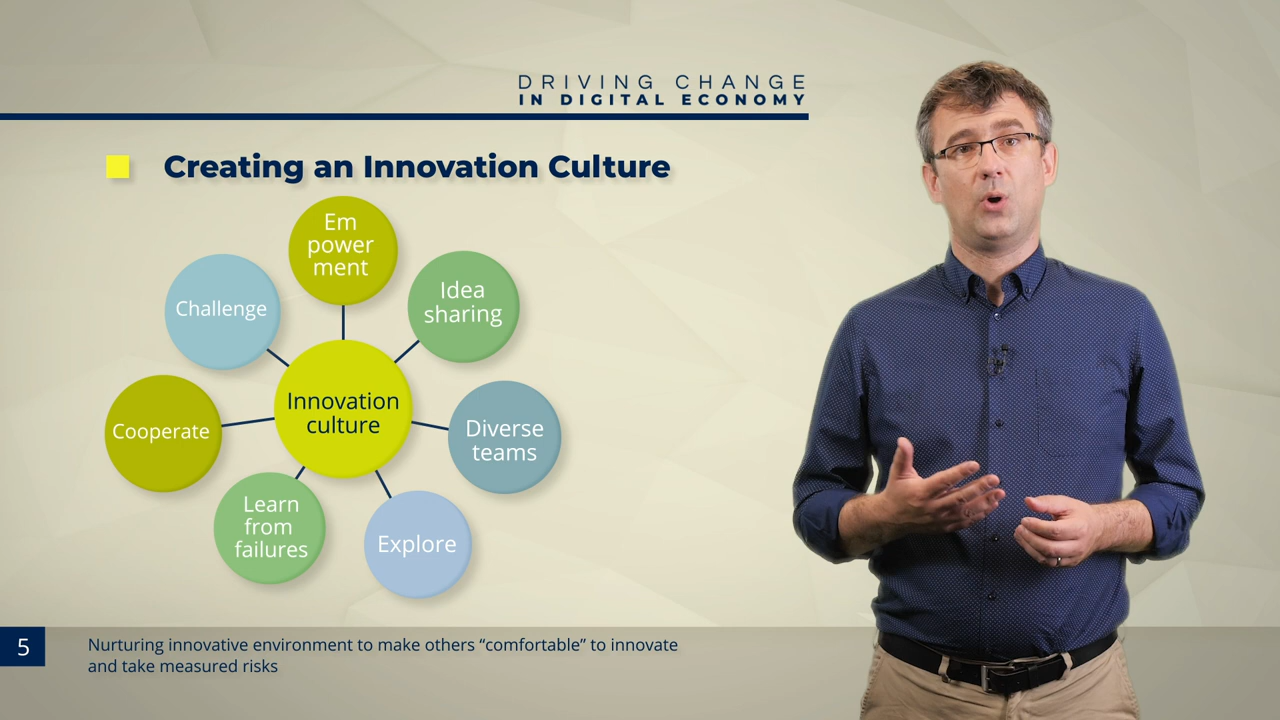 DRIVING CHANGE
IN DIGITAL ECONOMY
Creating an Innovation Culture
Em
power
ment
Idea
sharing
Challenge
Innovation
culture
Cooperate
Diverse
teams
Learn
from
failures
Explore
5
Nurturing innovative environment to make others “comfortable” to innovate
and take measured risks